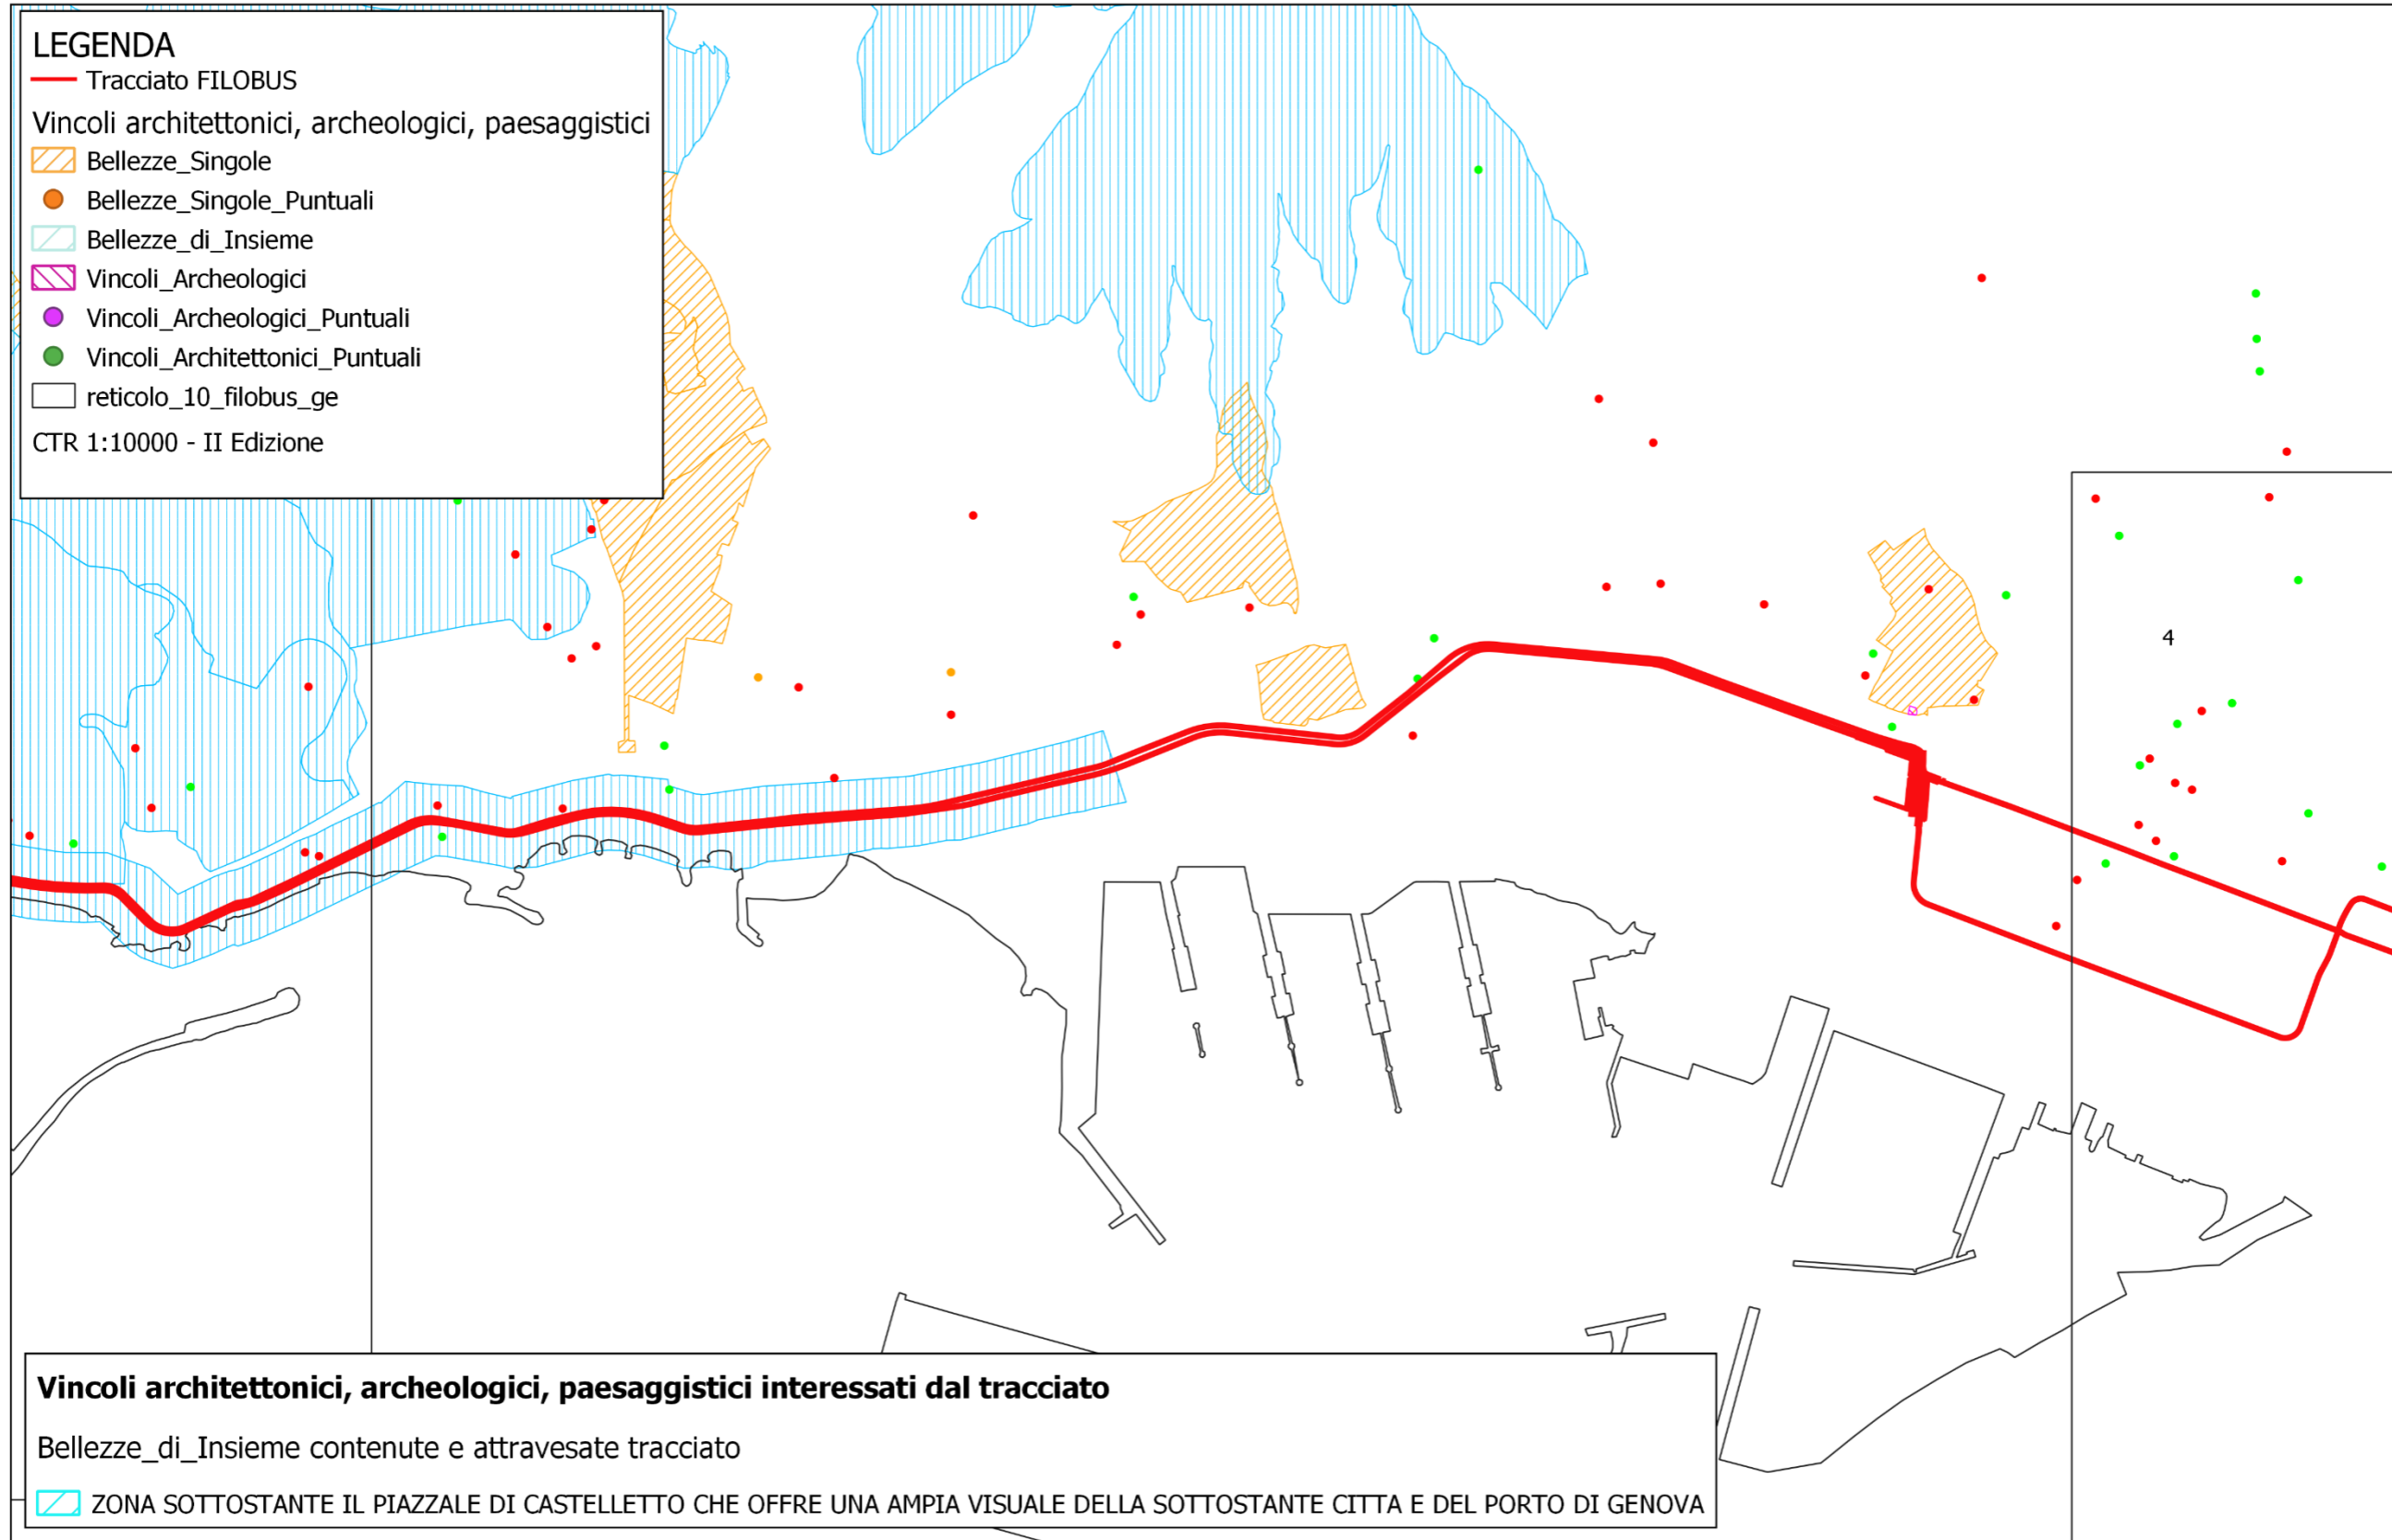 LEGENDA
Tracciato FILOBUS
Vincoli architettonici, archeologici, paesaggistici
Bellezze_Singole
Bellezze_Singole_Puntuali
Bellezze_di_Insieme
Vincoli_Archeologici
Vincoli_Archeologici_Puntuali
Vincoli_Architettonici_Puntuali
reticolo_10_filobus_ge
CTR 1:10000 - II Edizione
4
Vincoli architettonici, archeologici, paesaggistici interessati dal tracciato
Bellezze_di_Insieme contenute e attravesate tracciato
ZONA SOTTOSTANTE IL PIAZZALE DI CASTELLETTO CHE OFFRE UNA AMPIA VISUALE DELLA SOTTOSTANTE CITTA E DEL PORTO DI GENOVA